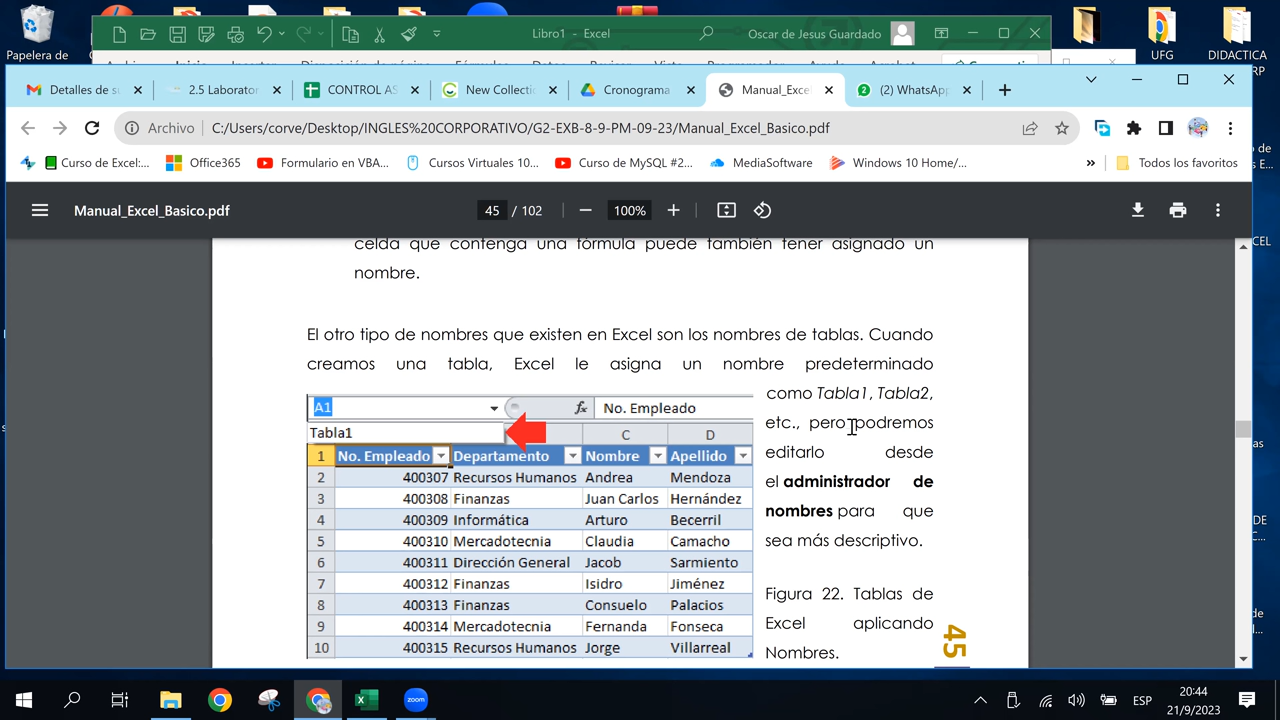 Papelera de
Libro1 - Excel
Oscar de Jesus Guardado
UFG
DIDACTICA
Detalles de su
2.5 Laborator
CONTROL AS
New Collecti
Cronograma
Manual_Exce
(2) WhatsApp
Archivo
C:/Users/corve/Desktop/INGLES%20CORPORATIVO/G2-EXB-8-9-PM-09-23/Manual_Excel_Basico.pdf
Curso de Excel:...
Office365
Formulario en VBA...
Cursos Virtuales 10...
Curso de MySQL #2...
MediaSoftware
Windows 10 Home/...
»
Todos los favoritos
Manual_Excel_Basico.pdf
45 / 102
100%
celda que contenga una fórmula puede también tener asignado un
nombre.
El otro tipo de nombres que existen en Excel son los nombres de tablas. Cuando
creamos una tabla, Excel le asigna un nombre predeterminado
como Tabla1, Tabla2,
etc., pero podremos
editarlo desde
el administrador de
nombres para que
sea más descriptivo.
A1 fx No. Empleado
Tabla1 C D
1 No. Empleado Departamento Nombre Apellido
2 400307 Recursos Humanos Andrea Mendoza
3 400308 Finanzas Juan Carlos Hernández
4 400309 Informática Arturo Becerril
5 400310 Mercadotecnia Claudia Camacho
6 400311 Dirección General Jacob Sarmiento
7 400312 Finanzas Isidro Jiménez
8 400313 Finanzas Consuelo Palacios
9 400314 Mercadotecnia Fernanda Fonseca
10 400315 Recursos Humanos Jorge Villarreal
Figura 22. Tablas de
Excel aplicando
Nombres.
45
zoom
ESP
20:44
21/9/2023